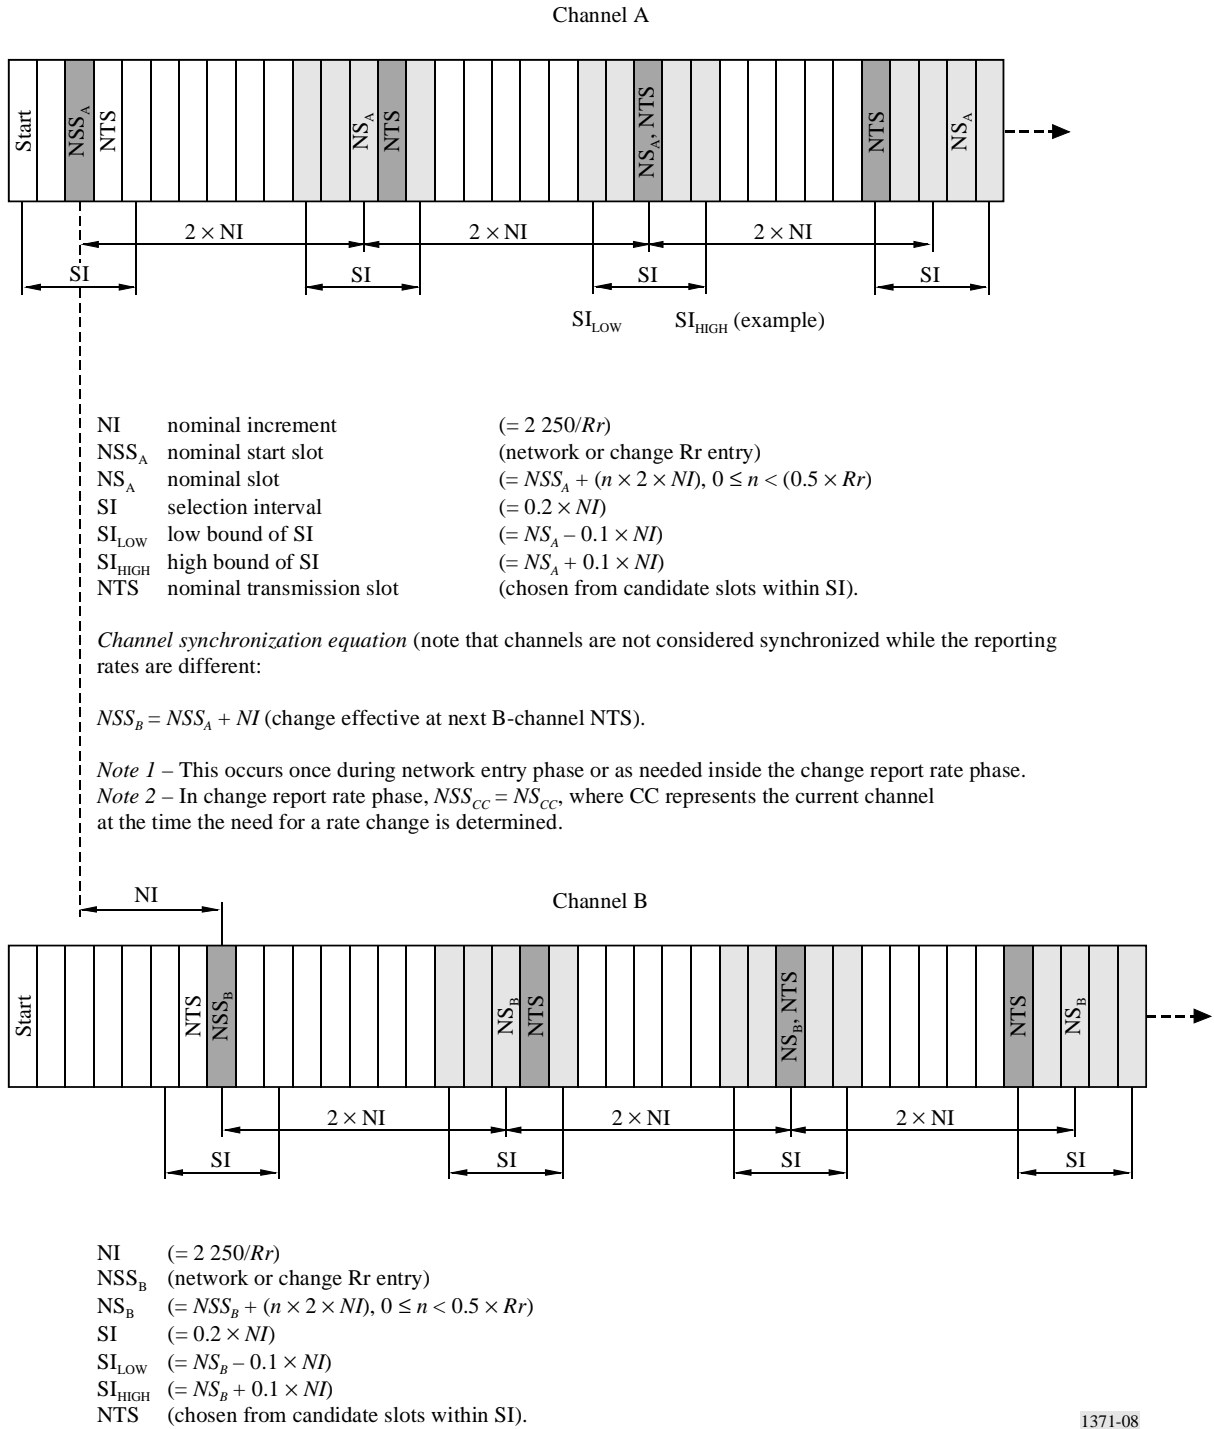 Channel A
Start
NSS_A
NTS
NS_A
NTS
NS_A, NTS
NTS
NS_A
2 × NI
2 × NI
2 × NI
SI
SI
SI
SI
SI_LOW SI_HIGH (example)
NI nominal increment (= 2 250/Rr)
NSS_A nominal start slot (network or change Rr entry)
NS_A nominal slot (= NSS_A + (n × 2 × NI), 0 ≤ n < (0.5 × Rr)
SI selection interval (= 0.2 × NI)
SI_LOW low bound of SI (= NS_A – 0.1 × NI)
SI_HIGH high bound of SI (= NS_A + 0.1 × NI)
NTS nominal transmission slot (chosen from candidate slots within SI).
Channel synchronization equation (note that channels are not considered synchronized while the reporting
rates are different:
NSS_B = NSS_A + NI (change effective at next B-channel NTS).
Note 1 – This occurs once during network entry phase or as needed inside the change report rate phase.
Note 2 – In change report rate phase, NSS_CC = NS_CC, where CC represents the current channel
at the time the need for a rate change is determined.
NI
Channel B
Start
NTS
NSS_B
NS_B
NTS
NS_B, NTS
NTS
NS_B
2 × NI
2 × NI
2 × NI
SI
SI
SI
SI
NI (= 2 250/Rr)
NSS_B (network or change Rr entry)
NS_B (= NSS_B + (n × 2 × NI), 0 ≤ n < 0.5 × Rr)
SI (= 0.2 × NI)
SI_LOW (= NS_B – 0.1 × NI)
SI_HIGH (= NS_B + 0.1 × NI)
NTS (chosen from candidate slots within SI).
1371-08